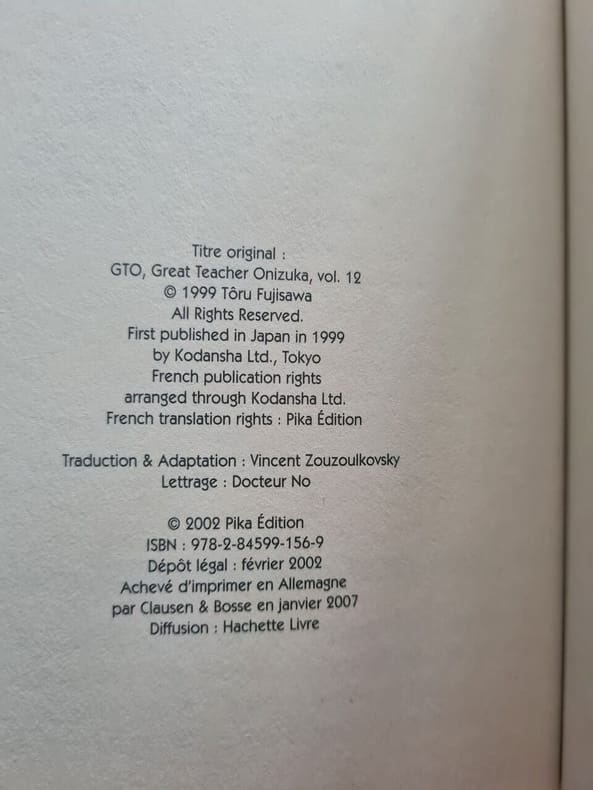 Titre original :
GTO, Great Teacher Onizuka, vol. 12
© 1999 Tôru Fujisawa
All Rights Reserved.
First published in Japan in 1999
by Kodansha Ltd., Tokyo
French publication rights
arranged through Kodansha Ltd.
French translation rights : Pika Édition
Traduction & Adaptation : Vincent Zouzoulkovsky
Lettrage : Docteur No
© 2002 Pika Édition
ISBN : 978-2-84599-156-9
Dépôt légal : février 2002
Achevé d'imprimer en Allemagne
par Clausen & Bosse en janvier 2007
Diffusion : Hachette Livre